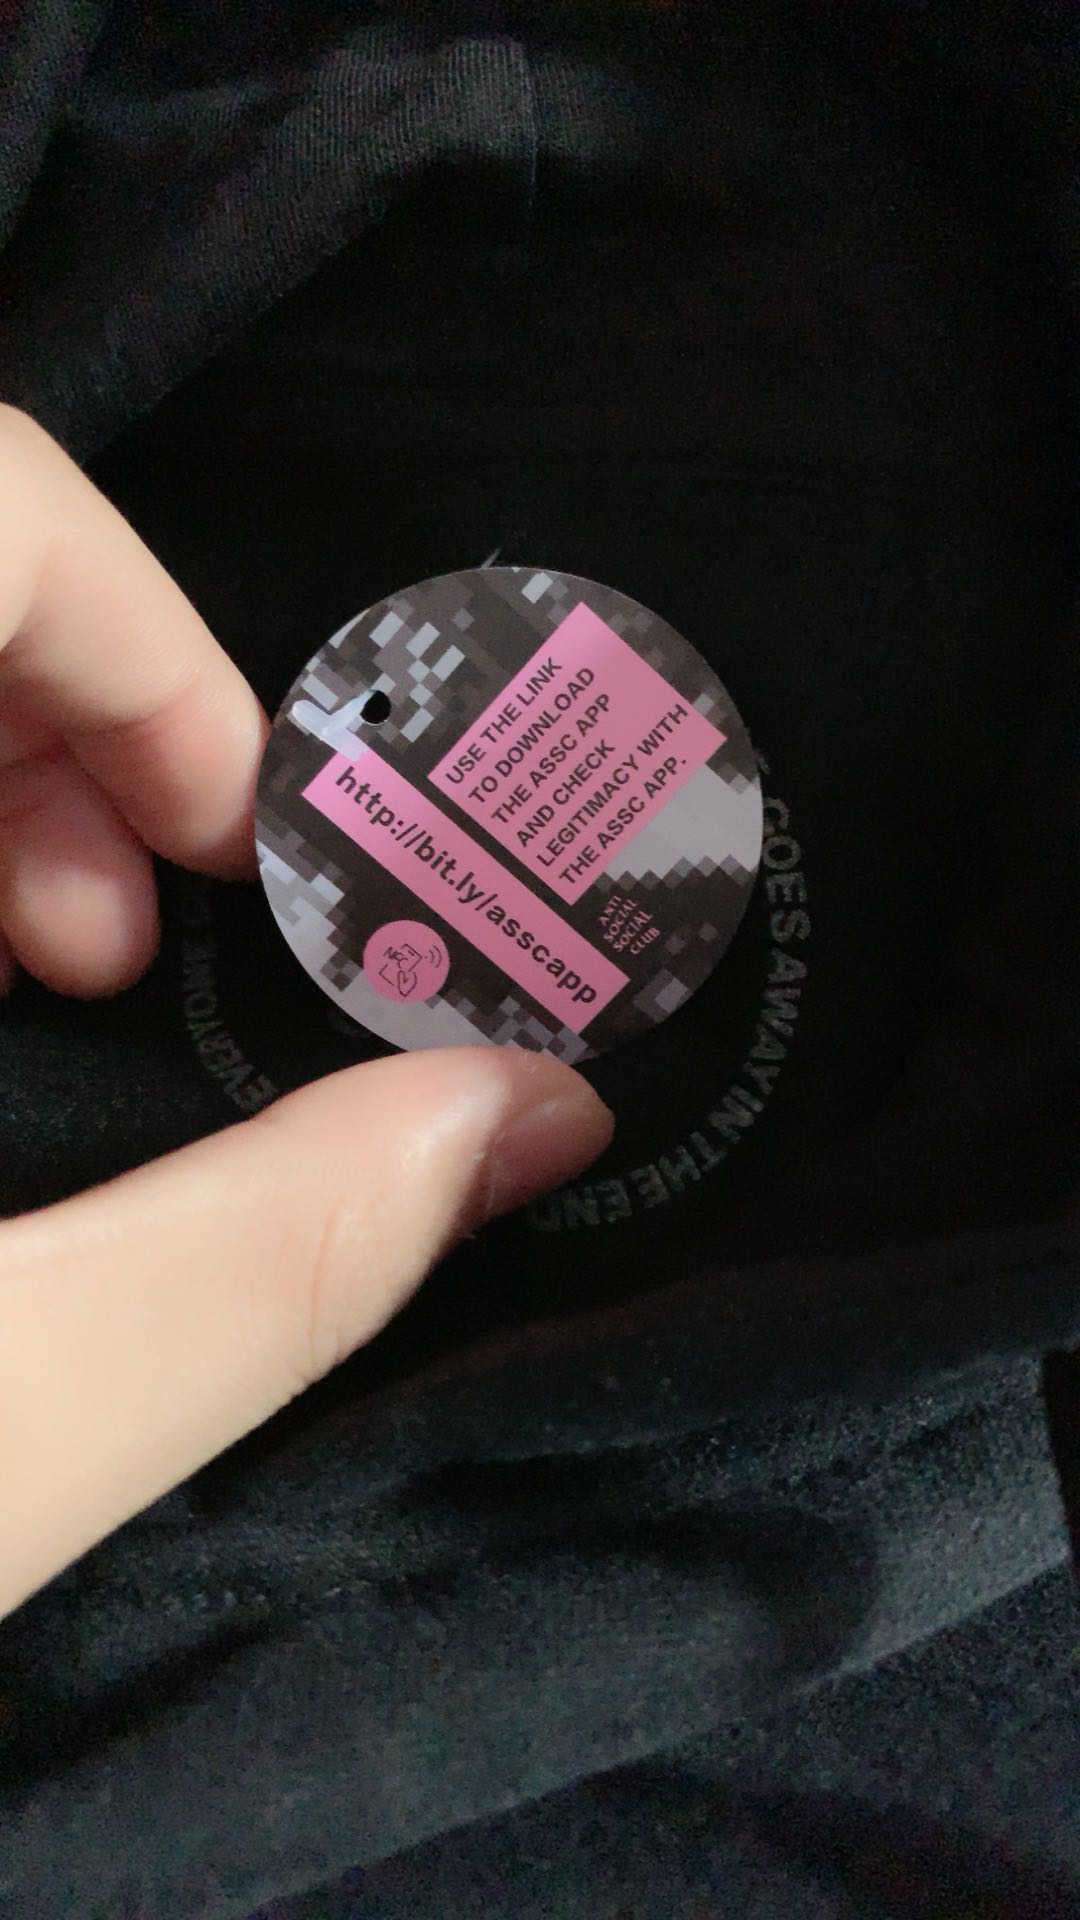 USE THE LINK
TO DOWNLOAD
THE ASSC APP
AND CHECK
LEGITIMACY WITH
THE ASSC APP.
http://bit.ly/asscapp
ANTI
SOCIAL
SOCIAL
CLUB
NFC
GOES AWAY IN THE END